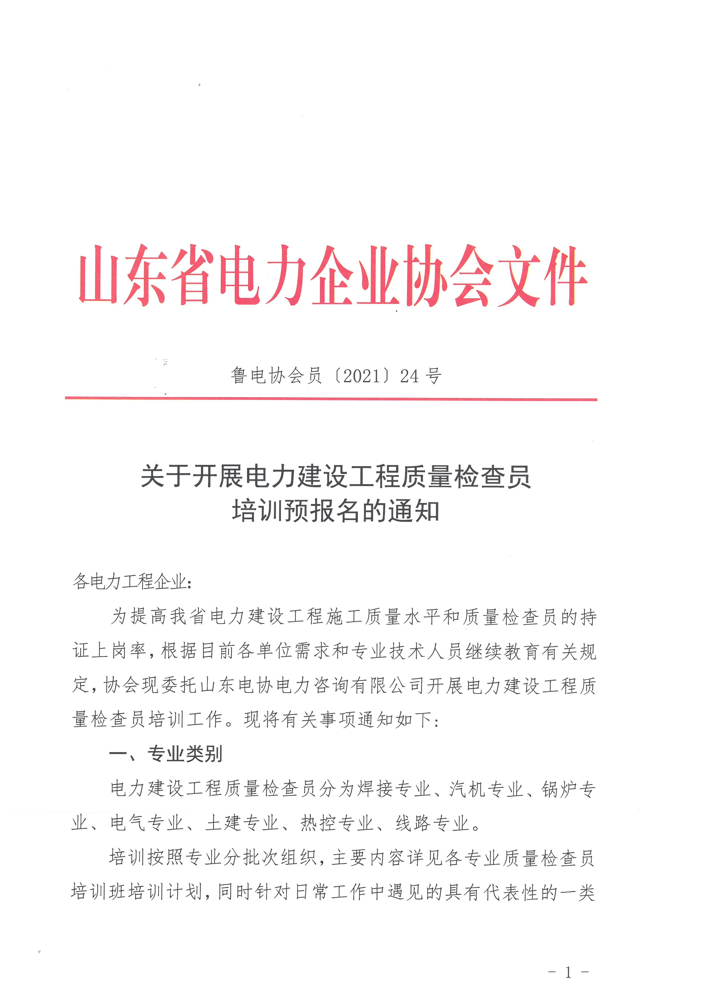 山东省电力企业协会文件
鲁电协会员〔2021〕24 号
关于开展电力建设工程质量检查员
培训预报名的通知
各电力工程企业：
为提高我省电力建设工程施工质量水平和质量检查员的持
证上岗率，根据目前各单位需求和专业技术人员继续教育有关规
定，协会现委托山东电协电力咨询有限公司开展电力建设工程质
量检查员培训工作。现将有关事项通知如下：
一、专业类别
电力建设工程质量检查员分为焊接专业、汽机专业、锅炉专
业、电气专业、土建专业、热控专业、线路专业。
培训按照专业分批次组织，主要内容详见各专业质量检查员
培训班培训计划，同时针对日常工作中遇见的具有代表性的一类
- 1 -